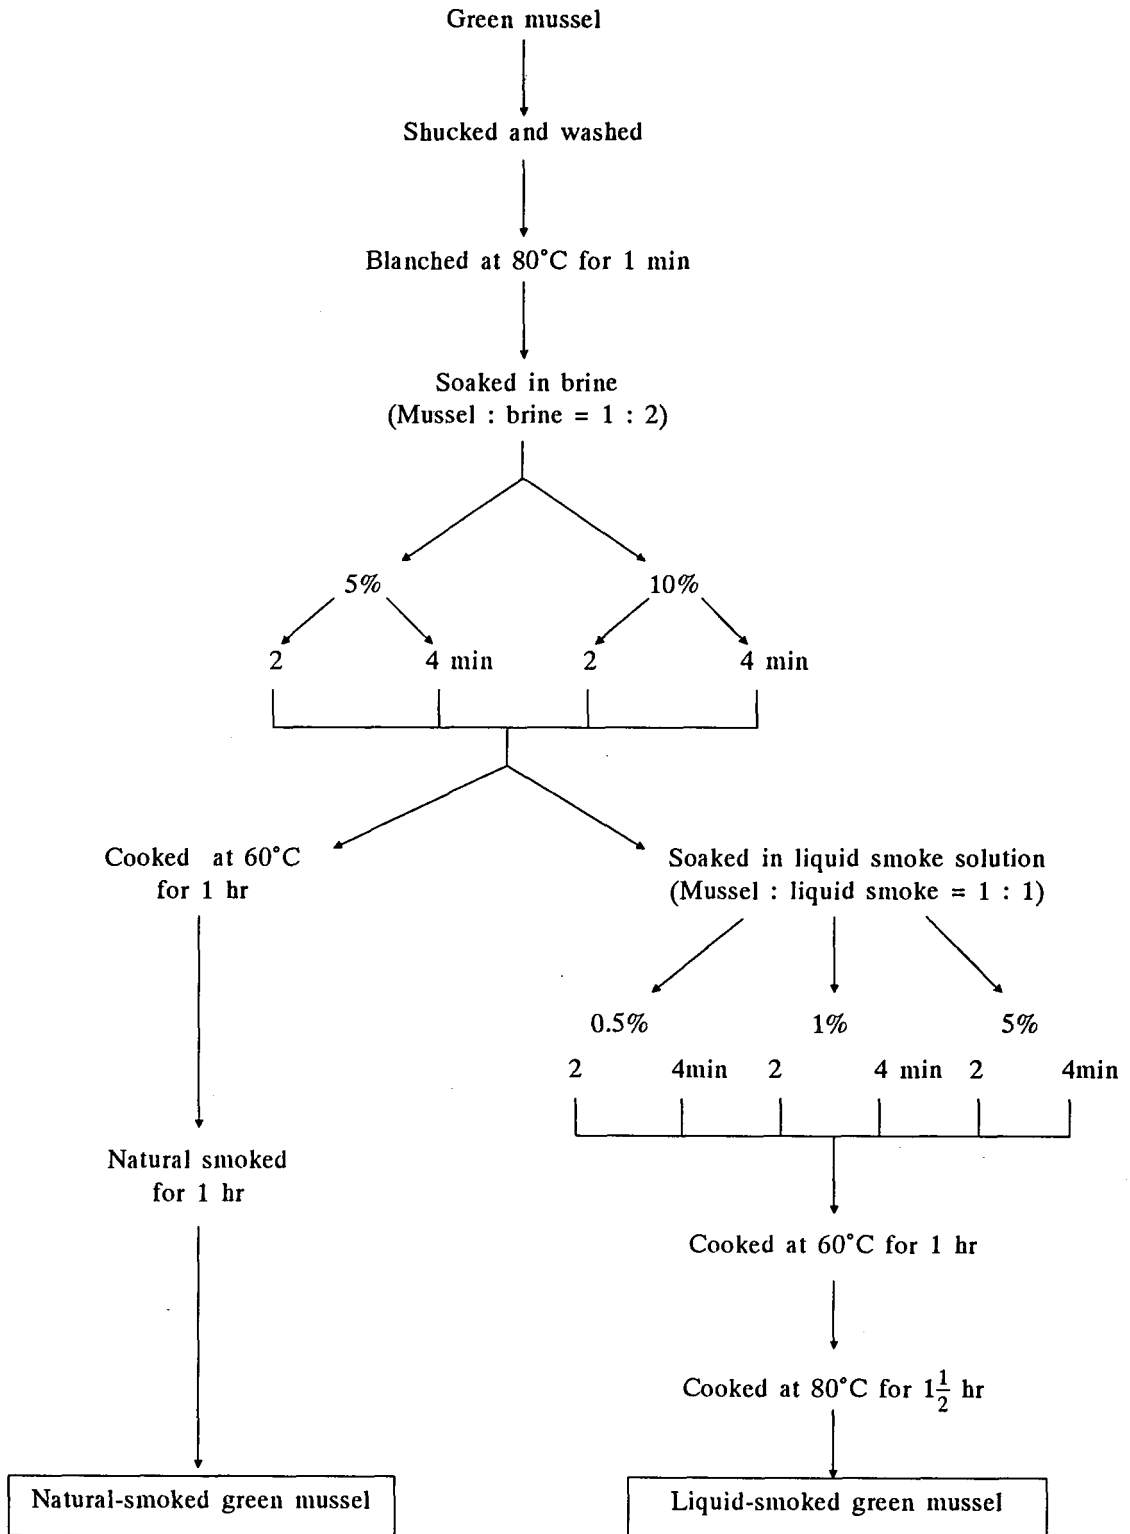 Green mussel
Shucked and washed
Blanched at 80°C for 1 min
Soaked in brine
(Mussel : brine = 1 : 2)
5% 10%
2 4 min 2 4 min
Cooked at 60°C
for 1 hr
Soaked in liquid smoke solution
(Mussel : liquid smoke = 1 : 1)
0.5% 1% 5%
2 4min 2 4 min 2 4min
Natural smoked
for 1 hr
Cooked at 60°C for 1 hr
Cooked at 80°C for 1 1/2 hr
Natural-smoked green mussel
Liquid-smoked green mussel